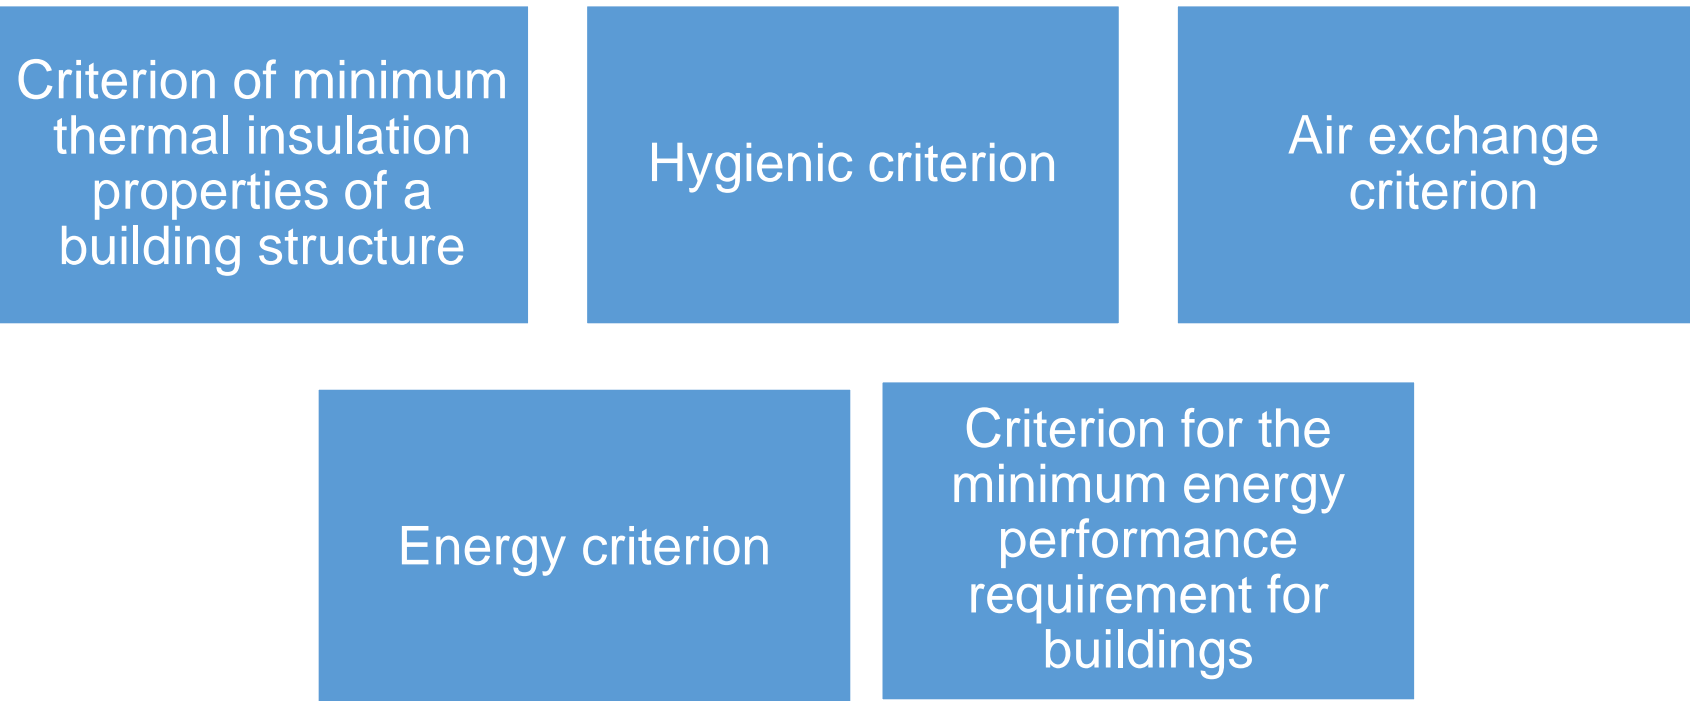 Criterion of minimum
thermal insulation
properties of a
building structure
Hygienic criterion
Air exchange
criterion
Energy criterion
Criterion for the
minimum energy
performance
requirement for
buildings